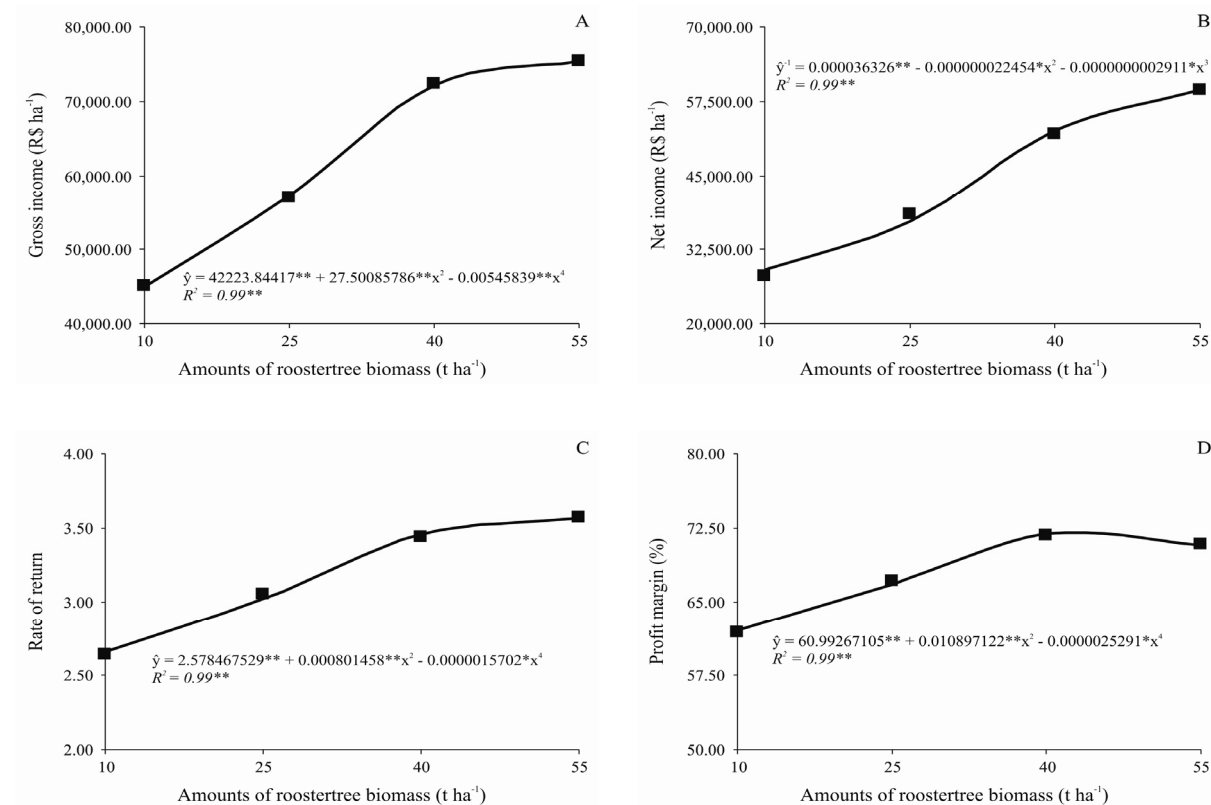 A
80,000.00
70,000.00
60,000.00
50,000.00
40,000.00
Gross income (R$ ha⁻¹)
ŷ = 42223.84417** + 27.50085786**x² - 0.00545839**x⁴
R² = 0.99**
10 25 40 55
Amounts of roostertree biomass (t ha⁻¹)
B
70,000.00
57,500.00
45,000.00
32,500.00
20,000.00
Net income (R$ ha⁻¹)
ŷ⁻¹ = 0.000036326** - 0.000000022454*x² - 0.0000000002911*x³
R² = 0.99**
10 25 40 55
Amounts of roostertree biomass (t ha⁻¹)
C
4.00
3.50
3.00
2.50
2.00
Rate of return
ŷ = 2.578467529** + 0.000801458**x² - 0.0000015702*x⁴
R² = 0.99**
10 25 40 55
Amounts of roostertree biomass (t ha⁻¹)
D
80.00
72.50
65.00
57.50
50.00
Profit margin (%)
ŷ = 60.99267105** + 0.010897122**x² - 0.0000025291*x⁴
R² = 0.99**
10 25 40 55
Amounts of roostertree biomass (t ha⁻¹)